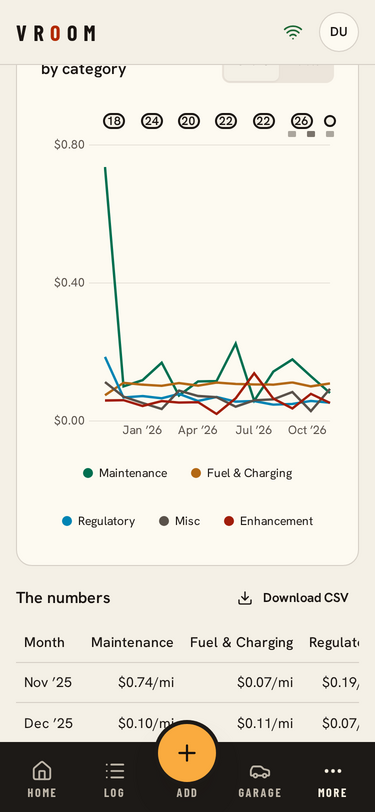 VROOM
DU
by category
18 24 20 22 22 26
$0.80
$0.40
$0.00
Jan ’26 Apr ’26 Jul ’26 Oct ’26
Maintenance Fuel & Charging
Regulatory Misc Enhancement
The numbers Download CSV
Month Maintenance Fuel & Charging Regulato
Nov ’25 $0.74/mi $0.07/mi $0.19/
Dec ’25 $0.10/mi $0.11/mi $0.07/
HOME LOG ADD GARAGE MORE